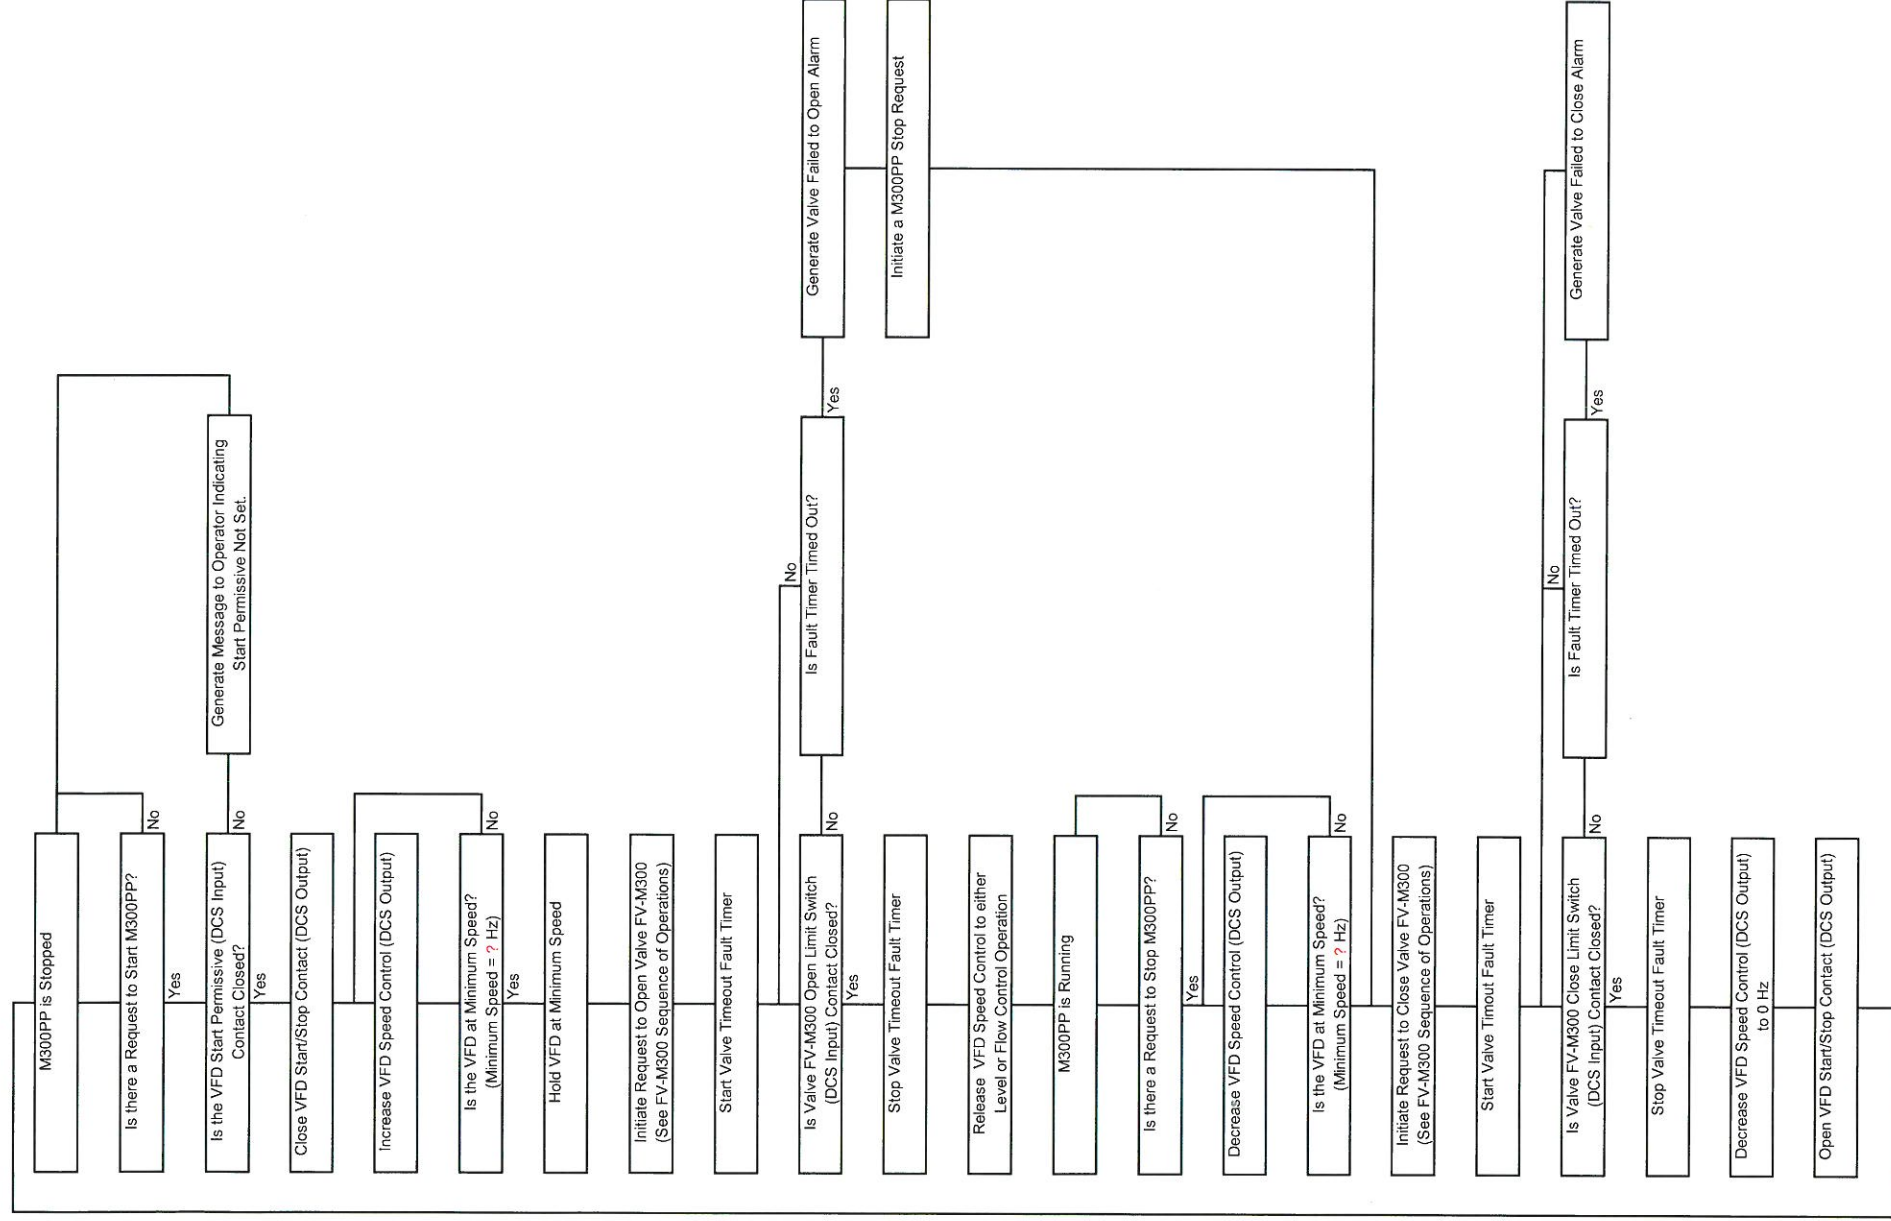 M300PP is Stopped
Is there a Request to Start M300PP?
No
Yes
Is the VFD Start Permissive (DCS Input)
Contact Closed?
No
Generate Message to Operator Indicating
Start Permissive Not Set.
Yes
Close VFD Start/Stop Contact (DCS Output)
Increase VFD Speed Control (DCS Output)
Is the VFD at Minimum Speed?
(Minimum Speed = ? Hz)
No
Yes
Hold VFD at Minimum Speed
Initiate Request to Open Valve FV-M300
(See FV-M300 Sequence of Operations)
Start Valve Timeout Fault Timer
Is Valve FV-M300 Open Limit Switch
(DCS Input) Contact Closed?
No
Is Fault Timer Timed Out?
No
Yes
Generate Valve Failed to Open Alarm
Initiate a M300PP Stop Request
Yes
Stop Valve Timeout Fault Timer
Release VFD Speed Control to either
Level or Flow Control Operation
M300PP is Running
Is there a Request to Stop M300PP?
No
Yes
Decrease VFD Speed Control (DCS Output)
Is the VFD at Minimum Speed?
(Minimum Speed = ? Hz)
No
Initiate Request to Close Valve FV-M300
(See FV-M300 Sequence of Operations)
Start Valve Timout Fault Timer
Is Valve FV-M300 Close Limit Switch
(DCS Input) Contact Closed?
No
Is Fault Timer Timed Out?
No
Yes
Generate Valve Failed to Close Alarm
Yes
Stop Valve Timeout Fault Timer
Decrease VFD Speed Control (DCS Output)
to 0 Hz
Open VFD Start/Stop Contact (DCS Output)